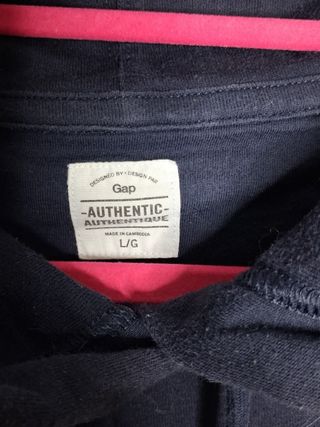 DESIGNED BY • DESIGN PAR
Gap
-AUTHENTIC-
AUTHENTIQUE
MADE IN CAMBODIA
L/G